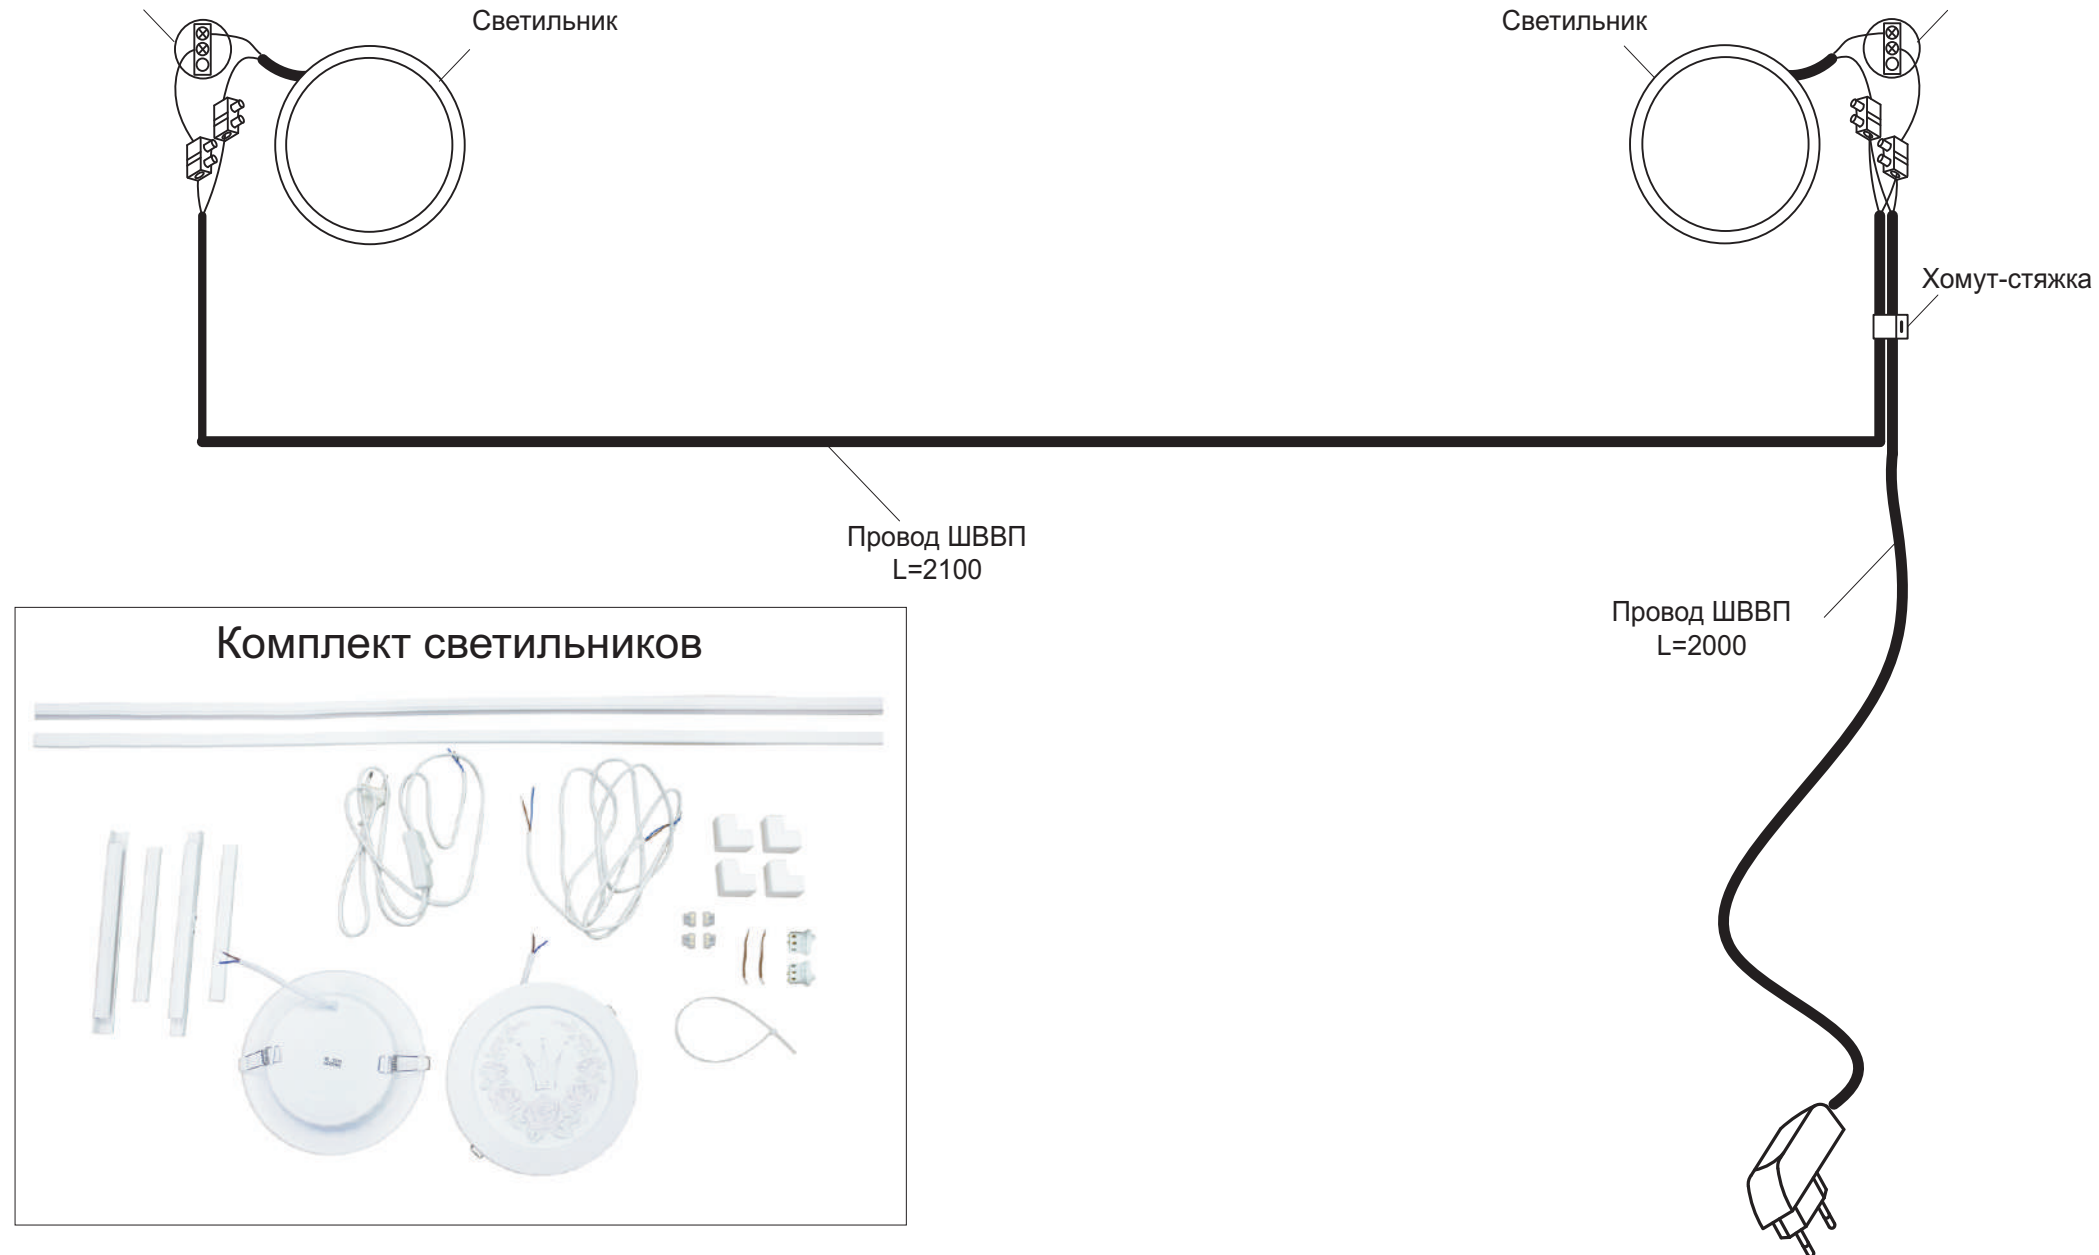 Светильник
Светильник
Хомут-стяжка
Провод ШВВП
L=2100
Провод ШВВП
L=2000
Комплект светильников